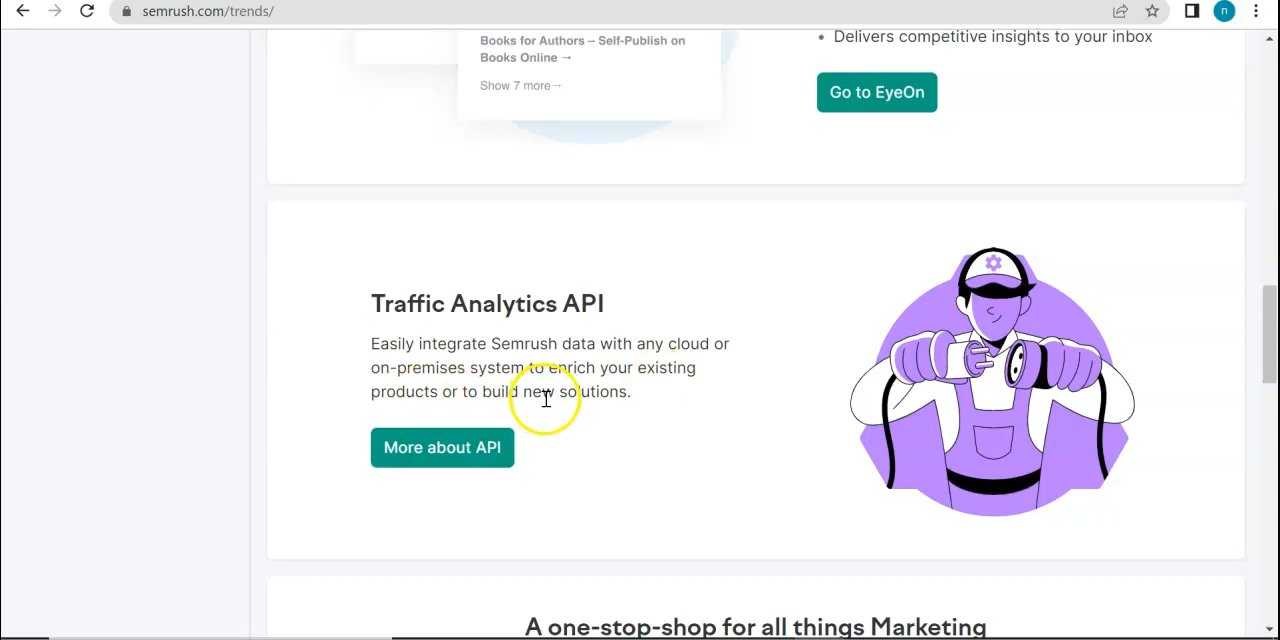 semrush.com/trends/
n
Books for Authors – Self-Publish on
Books Online →
Show 7 more→
• Delivers competitive insights to your inbox
Go to EyeOn
Traffic Analytics API
Easily integrate Semrush data with any cloud or
on-premises system to enrich your existing
products or to build new solutions.
More about API
A one-stop-shop for all things Marketing